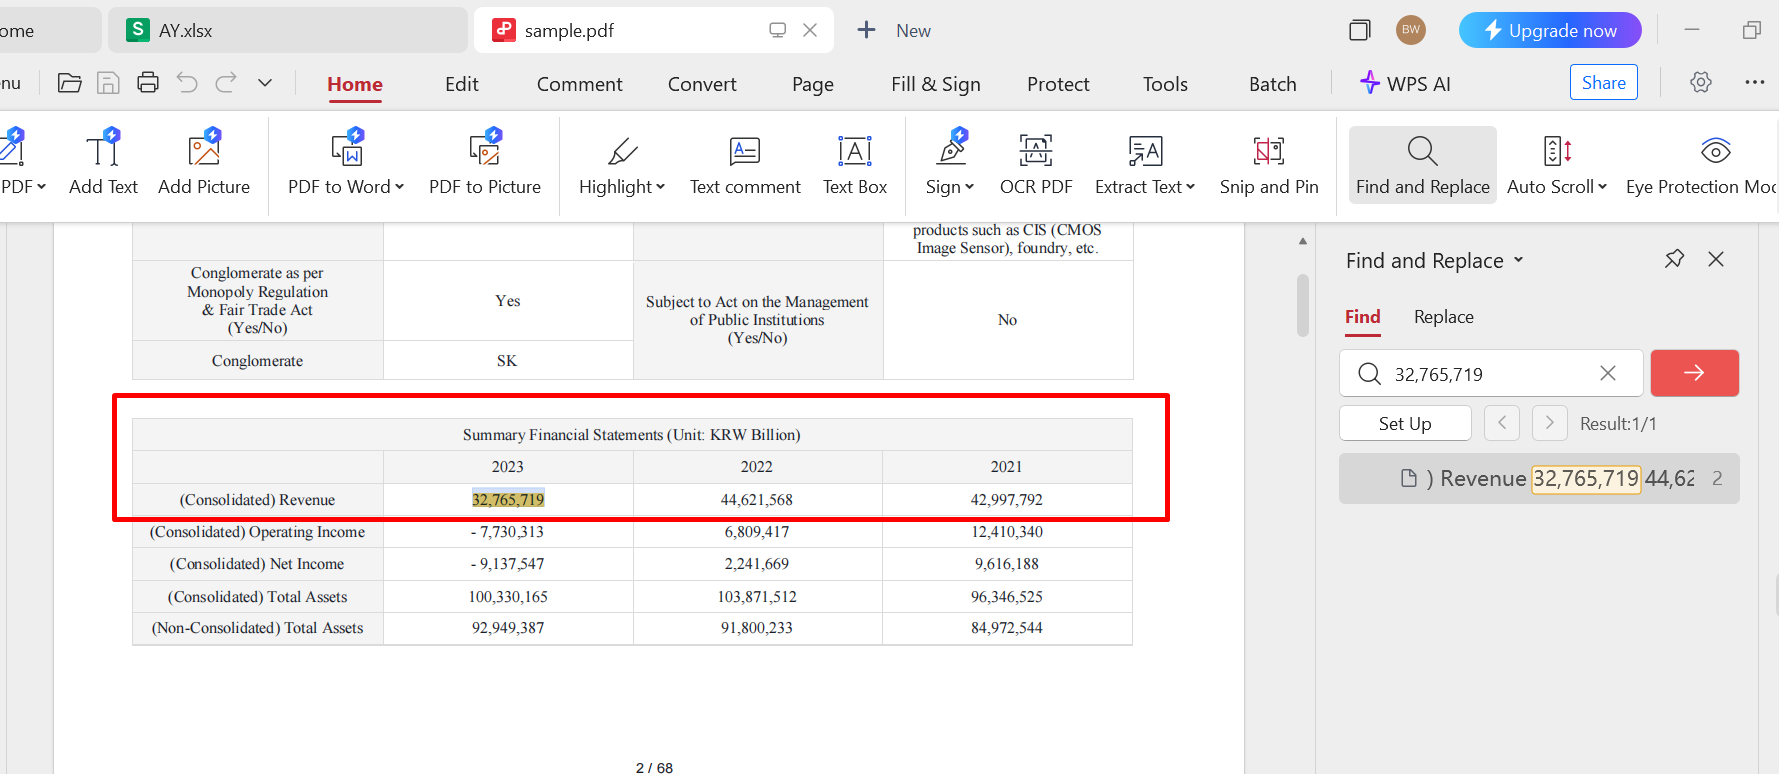 ome
AY.xlsx
sample.pdf
New
BW
Upgrade now
nu
Home
Edit
Comment
Convert
Page
Fill & Sign
Protect
Tools
Batch
WPS AI
Share
PDF
Add Text
Add Picture
PDF to Word
PDF to Picture
Highlight
Text comment
Text Box
Sign
OCR PDF
Extract Text
Snip and Pin
Find and Replace
Auto Scroll
Eye Protection Moc
products such as CIS (CMOS
Image Sensor), foundry, etc.
Conglomerate as per
Monopoly Regulation
& Fair Trade Act
(Yes/No)
Yes
Subject to Act on the Management
of Public Institutions
(Yes/No)
No
Conglomerate
SK
Summary Financial Statements (Unit: KRW Billion)
2023 2022 2021
(Consolidated) Revenue 32,765,719 44,621,568 42,997,792
(Consolidated) Operating Income - 7,730,313 6,809,417 12,410,340
(Consolidated) Net Income - 9,137,547 2,241,669 9,616,188
(Consolidated) Total Assets 100,330,165 103,871,512 96,346,525
(Non-Consolidated) Total Assets 92,949,387 91,800,233 84,972,544
2 / 68
Find and Replace
Find
Replace
32,765,719
Set Up
Result:1/1
) Revenue 32,765,719 44,62 2